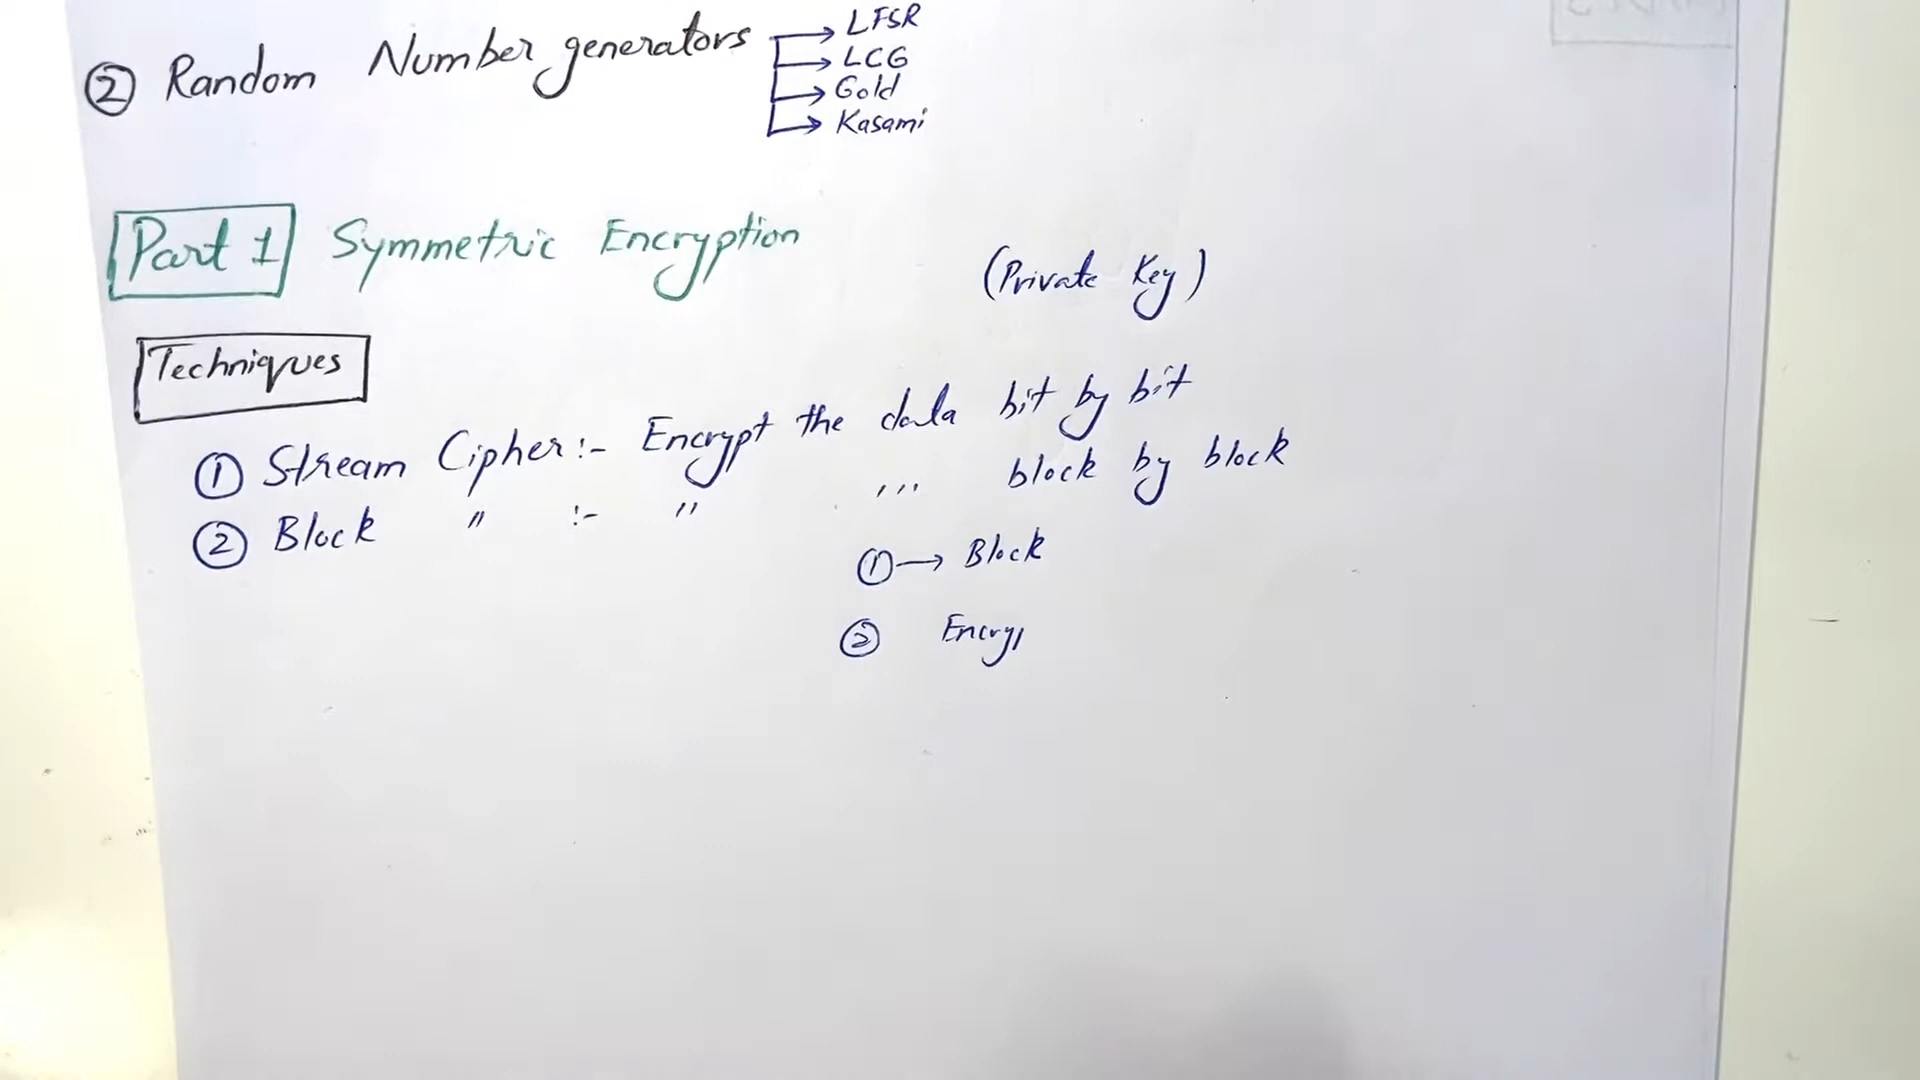 ② Random Number generators
LFSR
LCG
Gold
Kasami
Part 1 Symmetric Encryption
(Private Key)
Techniques
① Stream Cipher :- Encrypt the data bit by bit
② Block " :- " ,,, block by block
① → Block
② Encryp